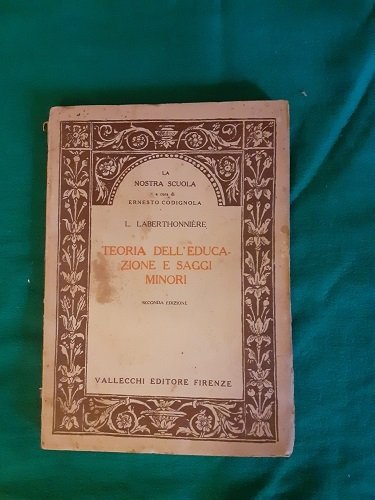 LA
NOSTRA SCUOLA
a cura di
ERNESTO CODIGNOLA
L. LABERTHONNIÈRE
TEORIA DELL'EDUCA-
ZIONE E SAGGI
MINORI
SECONDA EDIZIONE
VALLECCHI EDITORE FIRENZE